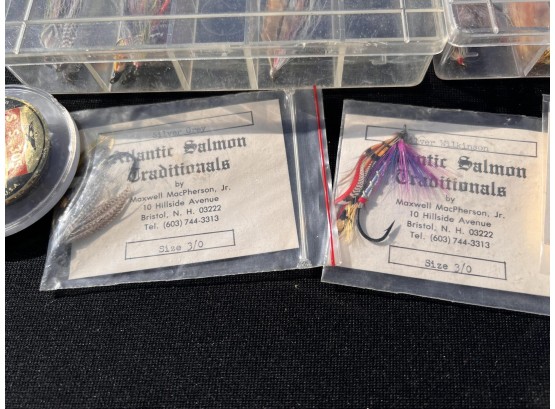 Silver Grey
Atlantic Salmon
Traditionals
by
Maxwell MacPherson, Jr.
10 Hillside Avenue
Bristol, N. H. 03222
Tel. (603) 744-3313
Size 3/0
Silver Wilkinson
Atlantic Salmon
Traditionals
by
Maxwell MacPherson, Jr.
10 Hillside Avenue
Bristol, N. H. 03222
Tel. (603) 744-3313
Size 3/0